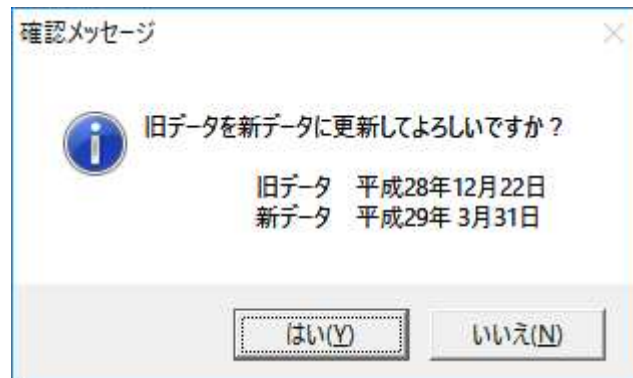 確認メッセージ
旧データを新データに更新してよろしいですか？
旧データ　平成28年12月22日
新データ　平成29年 3月31日
はい(Y)　いいえ(N)